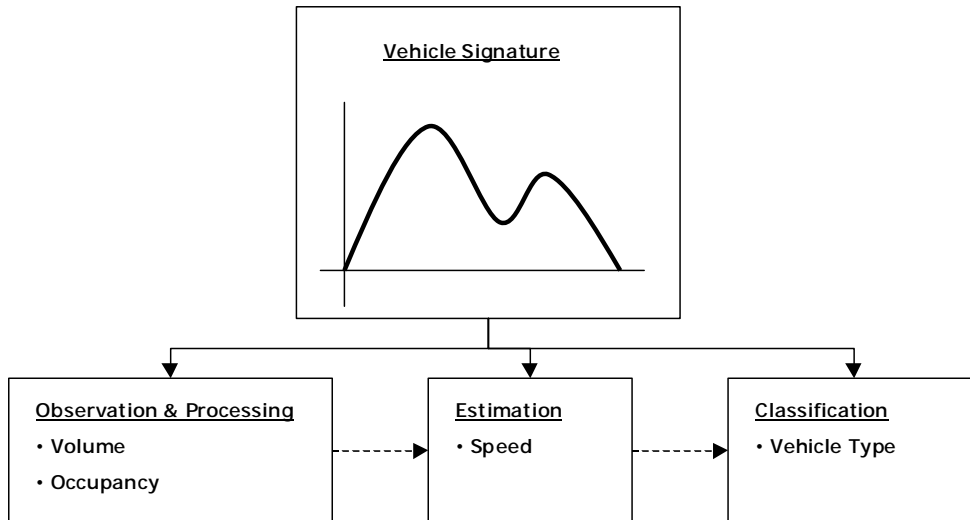 Vehicle Signature
Observation & Processing
• Volume
• Occupancy
Estimation
• Speed
Classification
• Vehicle Type